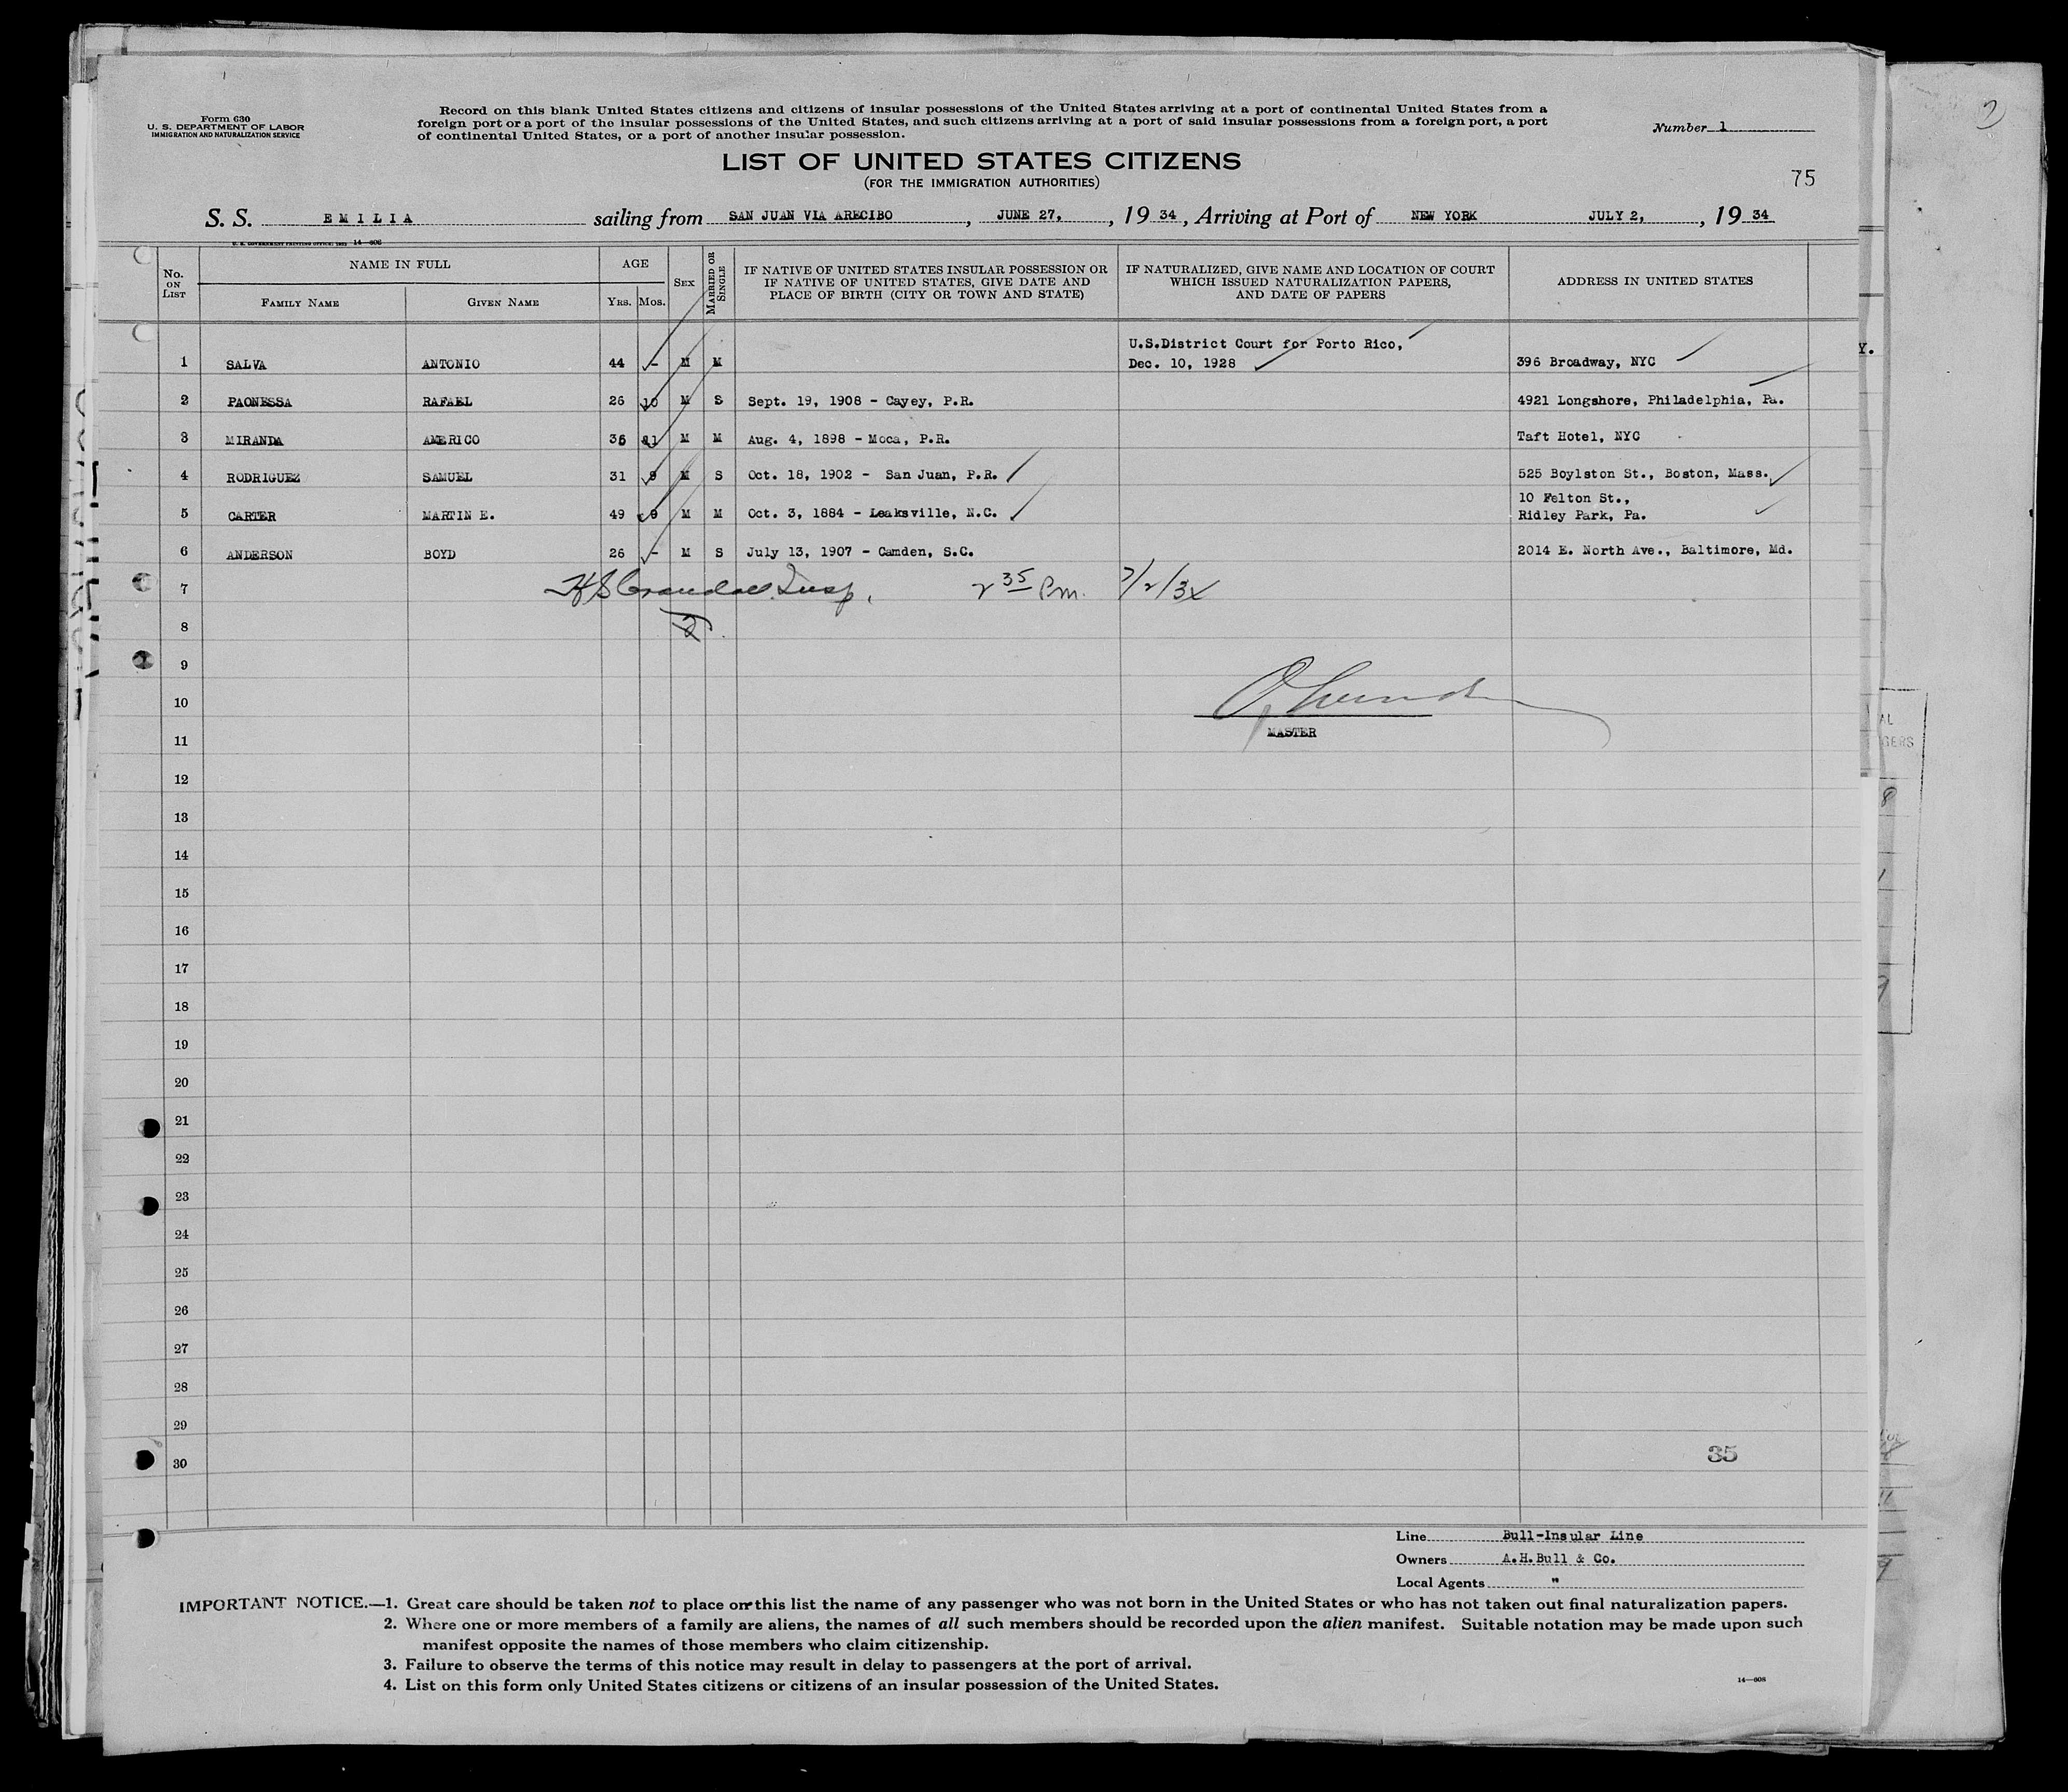 Form 630
U. S. DEPARTMENT OF LABOR
IMMIGRATION AND NATURALIZATION SERVICE
Record on this blank United States citizens and citizens of insular possessions of the United States arriving at a port of continental United States from a
foreign port or a port of the insular possessions of the United States, and such citizens arriving at a port of said insular possessions from a foreign port, a port
of continental United States, or a port of another insular possession.
Number 1
LIST OF UNITED STATES CITIZENS
(FOR THE IMMIGRATION AUTHORITIES)
75
S. S. EMILIA sailing from SAN JUAN VIA ARECIBO, JUNE 27, , 19 34, Arriving at Port of NEW YORK JULY 2, , 19 34
U. S. GOVERNMENT PRINTING OFFICE: 1932 14—608
No. ON LIST NAME IN FULL AGE SEX MARRIED OR SINGLE IF NATIVE OF UNITED STATES INSULAR POSSESSION OR IF NATIVE OF UNITED STATES, GIVE DATE AND PLACE OF BIRTH (CITY OR TOWN AND STATE) IF NATURALIZED, GIVE NAME AND LOCATION OF COURT WHICH ISSUED NATURALIZATION PAPERS, AND DATE OF PAPERS ADDRESS IN UNITED STATES
FAMILY NAME GIVEN NAME YRS. MOS.
U.S.District Court for Porto Rico,
1 SALVA ANTONIO 44 - M M Dec. 10, 1928 396 Broadway, NYC
2 PAONESSA RAFAEL 26 10 M S Sept. 19, 1908 - Cayey, P.R. 4921 Longshore, Philadelphia, Pa.
3 MIRANDA AMERICO 36 11 M M Aug. 4, 1898 - Moca, P.R. Taft Hotel, NYC
4 RODRIGUEZ SAMUEL 31 9 M S Oct. 18, 1902 - San Juan, P.R. 525 Boylston St., Boston, Mass.
10 Felton St.,
5 CARTER MARTIN E. 49 9 M M Oct. 3, 1884 - Leaksville, N.C. Ridley Park, Pa.
6 ANDERSON BOYD 26 - M S July 13, 1907 - Camden, S.C. 2014 E. North Ave., Baltimore, Md.
7 Insp. 2 35 Pm. 7/2/34
8
9
10
11 MASTER
12
13
14
15
16
17
18
19
20
21
22
23
24
25
26
27
28
29
30
35
Line Bull-Insular Line
Owners A.H.Bull & Co.
Local Agents "
IMPORTANT NOTICE.—1. Great care should be taken not to place on this list the name of any passenger who was not born in the United States or who has not taken out final naturalization papers.
2. Where one or more members of a family are aliens, the names of all such members should be recorded upon the alien manifest. Suitable notation may be made upon such
manifest opposite the names of those members who claim citizenship.
3. Failure to observe the terms of this notice may result in delay to passengers at the port of arrival.
4. List on this form only United States citizens or citizens of an insular possession of the United States.
14—608